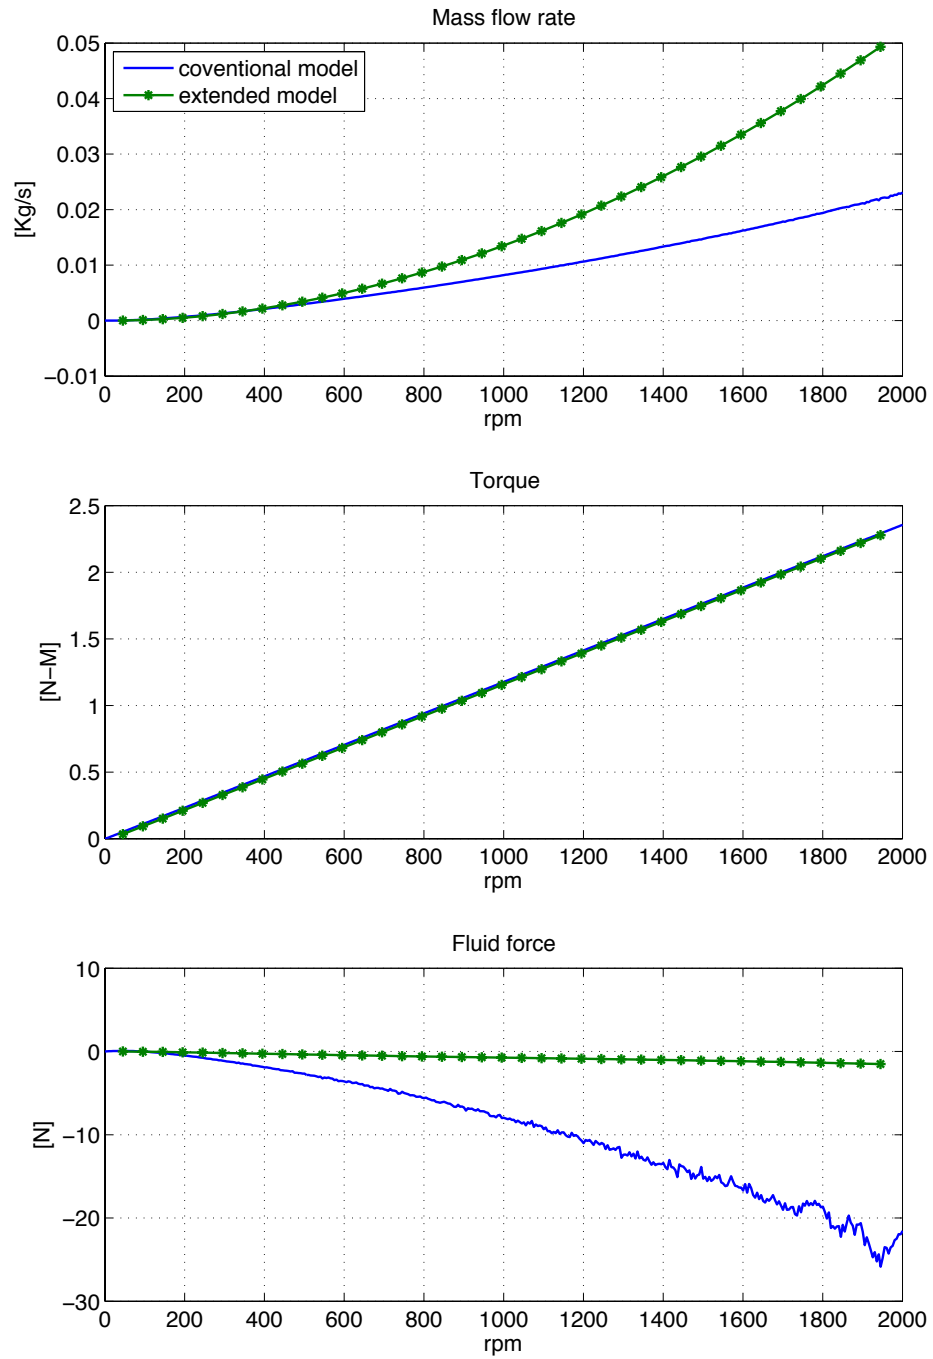 Mass flow rate
0.05
0.04
0.03
0.02
0.01
0
−0.01
[Kg/s]
coventional model
extended model
0 200 400 600 800 1000 1200 1400 1600 1800 2000
rpm
Torque
2.5
2
1.5
1
0.5
0
[N−M]
0 200 400 600 800 1000 1200 1400 1600 1800 2000
rpm
Fluid force
10
0
−10
−20
−30
[N]
0 200 400 600 800 1000 1200 1400 1600 1800 2000
rpm